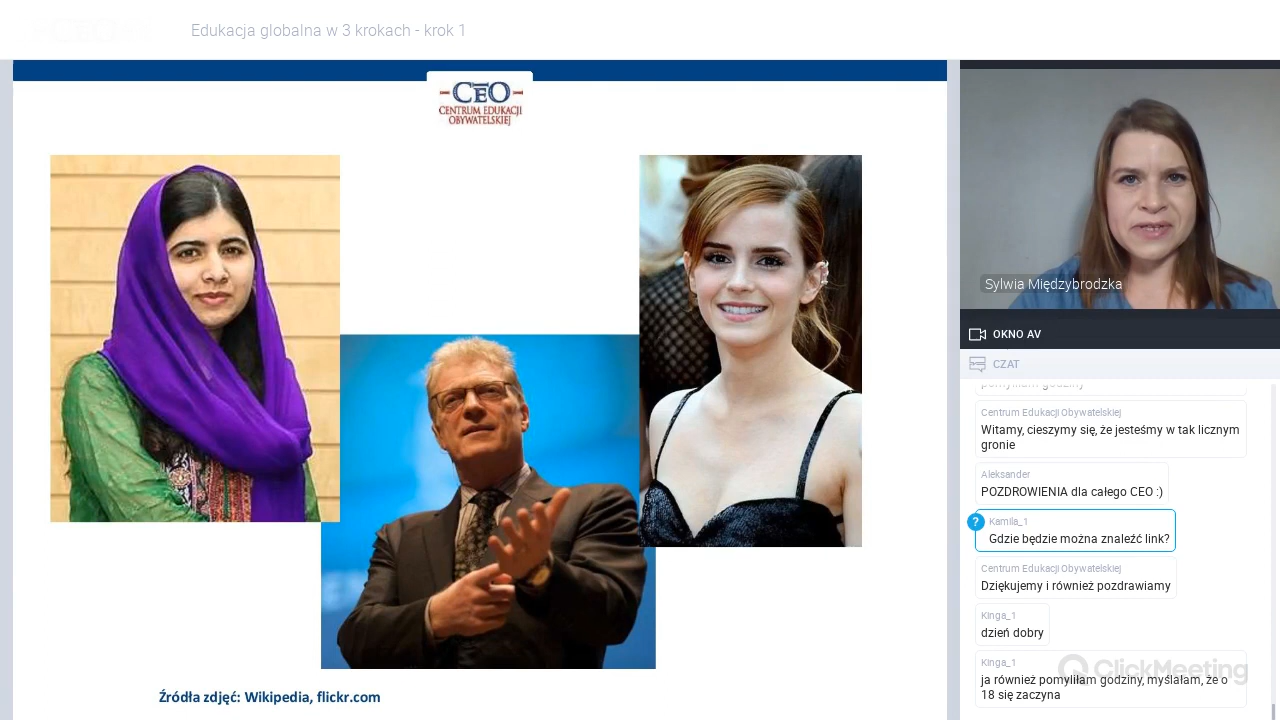 Edukacja globalna w 3 krokach - krok 1
CEO
CENTRUM EDUKACJI
OBYWATELSKIEJ
Źródła zdjęć: Wikipedia, flickr.com
Sylwia Międzybrodzka
OKNO AV
CZAT
pomyliłam godziny
Centrum Edukacji Obywatelskiej
Witamy, cieszymy się, że jesteśmy w tak licznym
gronie
Aleksander
POZDROWIENIA dla całego CEO :)
?
Kamila_1
Gdzie będzie można znaleźć link?
Centrum Edukacji Obywatelskiej
Dziękujemy i również pozdrawiamy
Kinga_1
dzień dobry
Kinga_1
ja również pomyliłam godziny, myślałam, że o
18 się zaczyna
ClickMeeting